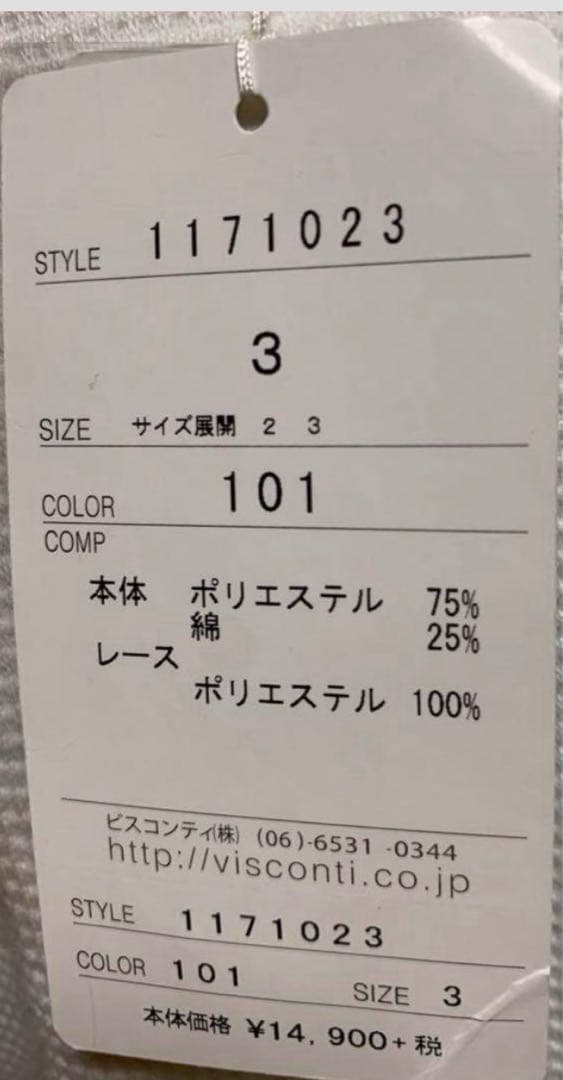 STYLE 1171023
3
SIZE サイズ展開 2 3
COLOR 101
COMP
本体 ポリエステル 75%
綿 25%
レース
ポリエステル 100%
ビスコンティ(株) (06)-6531-0344
http://visconti.co.jp
STYLE 1171023
COLOR 101 SIZE 3
本体価格 ¥14,900+税